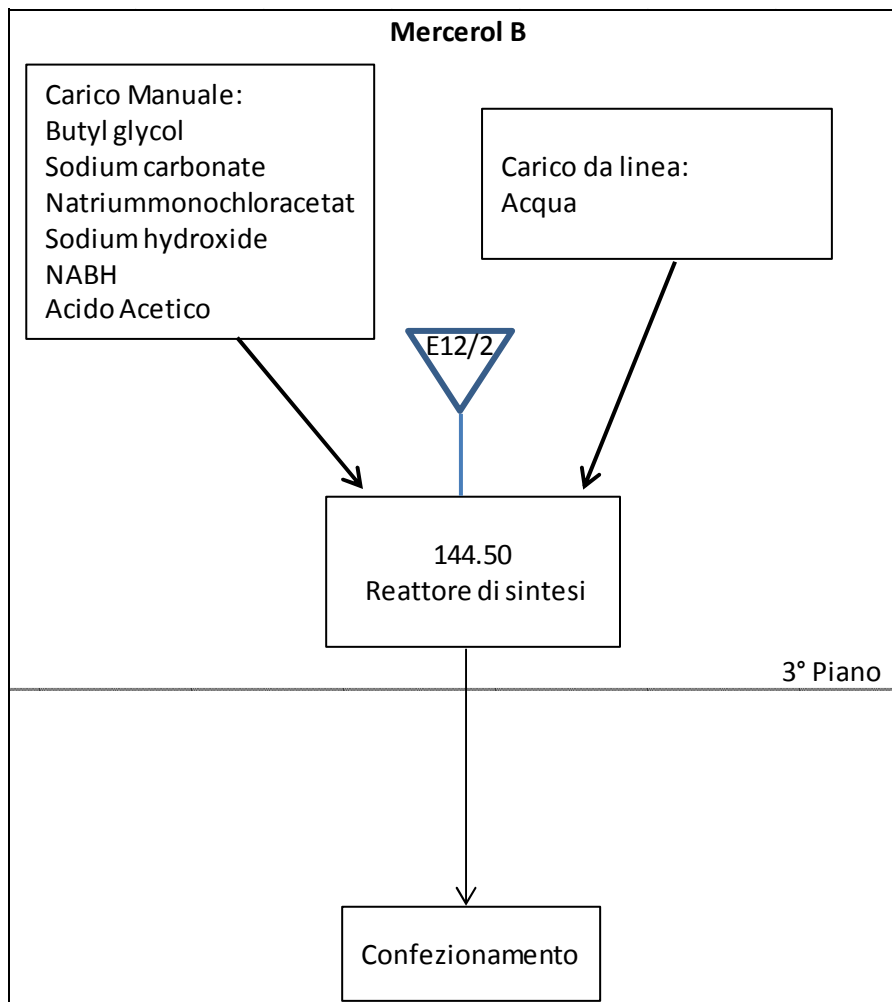 Mercerol B
Carico Manuale:
Butyl glycol
Sodium carbonate
Natriummonochloracetat
Sodium hydroxide
NABH
Acido Acetico
Carico da linea:
Acqua
E12/2
144.50
Reattore di sintesi
3° Piano
Confezionamento